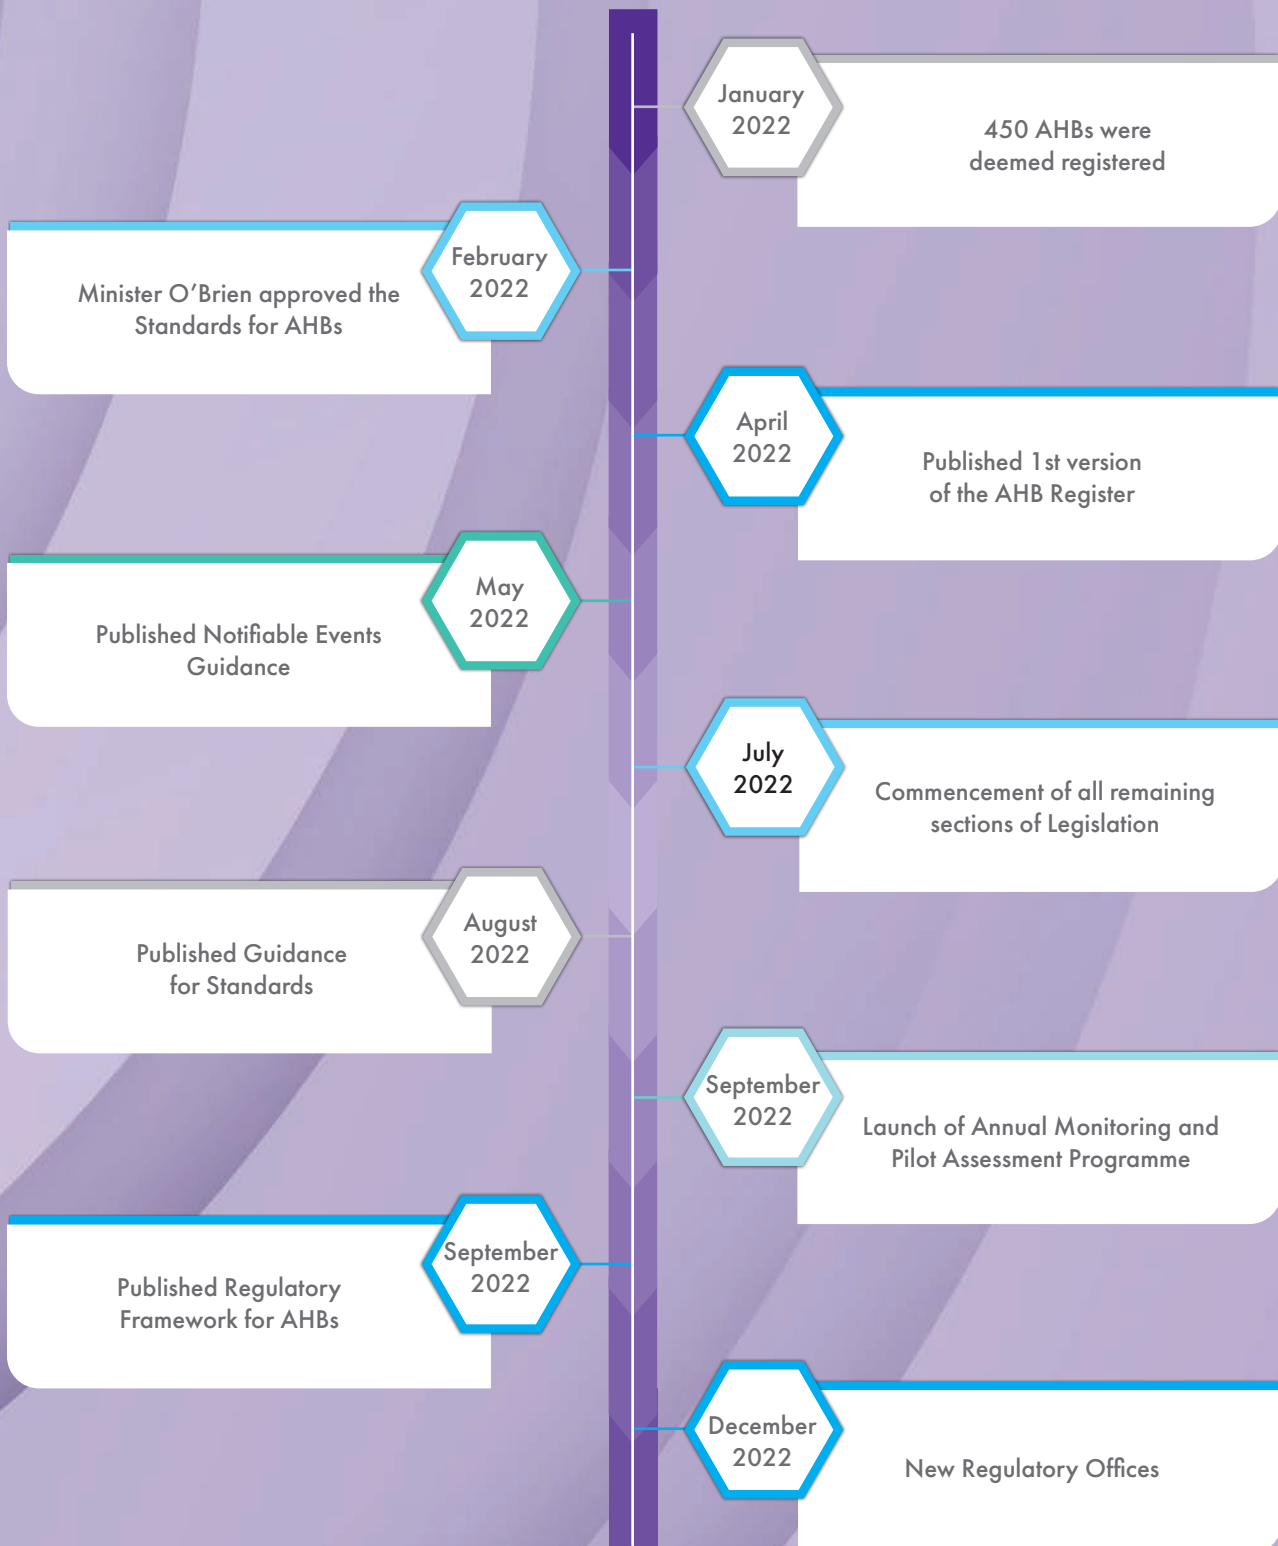 January
2022
450 AHBs were
deemed registered
February
2022
Minister O’Brien approved the
Standards for AHBs
April
2022
Published 1st version
of the AHB Register
May
2022
Published Notifiable Events
Guidance
July
2022
Commencement of all remaining
sections of Legislation
August
2022
Published Guidance
for Standards
September
2022
Launch of Annual Monitoring and
Pilot Assessment Programme
September
2022
Published Regulatory
Framework for AHBs
December
2022
New Regulatory Offices